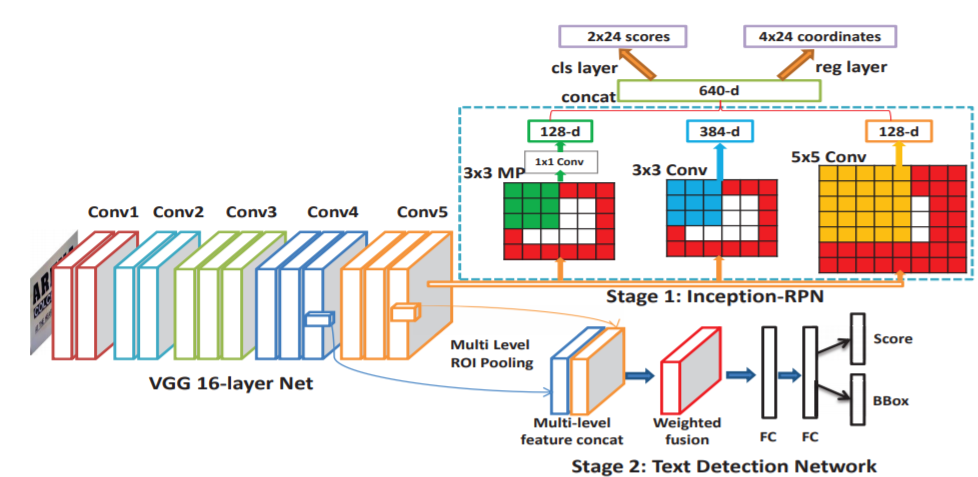 2x24 scores
4x24 coordinates
cls layer
reg layer
concat
640-d
128-d
384-d
128-d
1x1 Conv
3x3 MP
3x3 Conv
5x5 Conv
Conv1
Conv2
Conv3
Conv4
Conv5
Stage 1: Inception-RPN
VGG 16-layer Net
Multi Level
ROI Pooling
Score
BBox
Multi-level
feature concat
Weighted
fusion
FC
FC
Stage 2: Text Detection Network